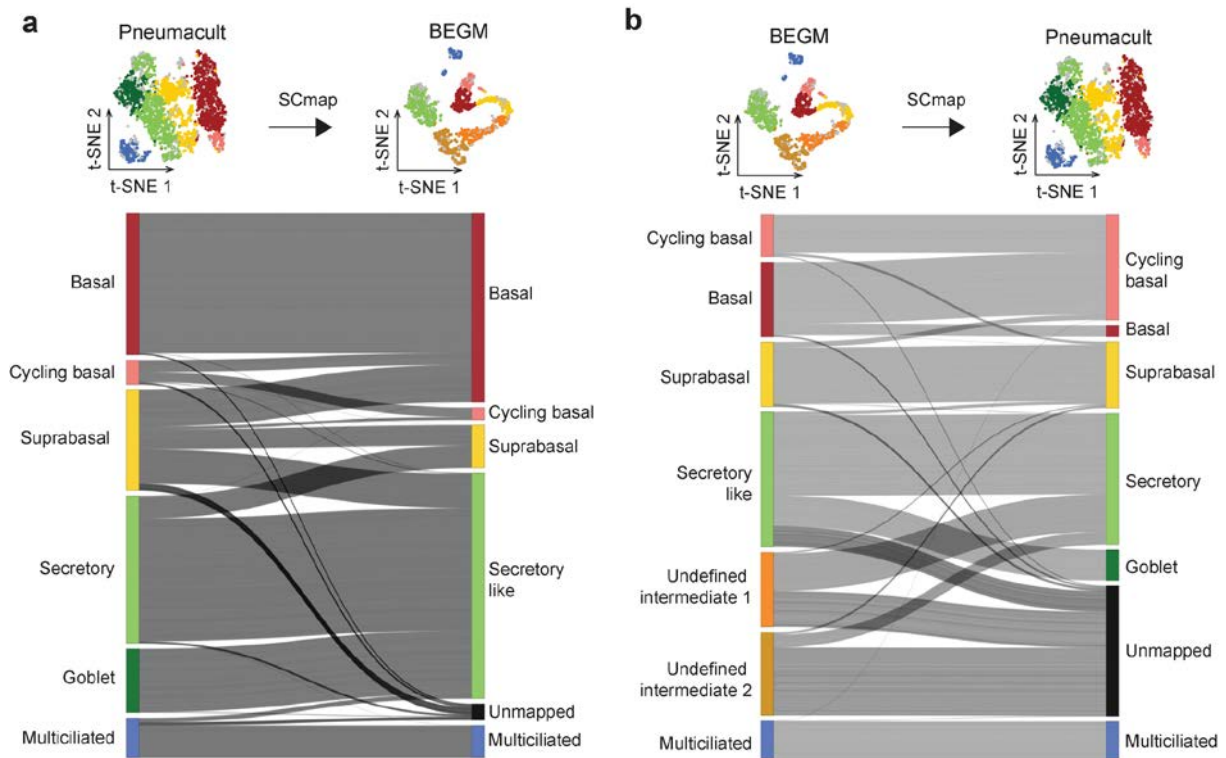 a
Pneumacult
BEGM
SCmap
t-SNE 2
t-SNE 1
t-SNE 2
t-SNE 1
Basal
Cycling basal
Suprabasal
Secretory
Goblet
Multiciliated
Basal
Cycling basal
Suprabasal
Secretory
like
Unmapped
Multiciliated
b
BEGM
Pneumacult
SCmap
t-SNE 2
t-SNE 1
t-SNE 2
t-SNE 1
Cycling basal
Basal
Suprabasal
Secretory
like
Undefined
intermediate 1
Undefined
intermediate 2
Multiciliated
Cycling
basal
Basal
Suprabasal
Secretory
Goblet
Unmapped
Multiciliated